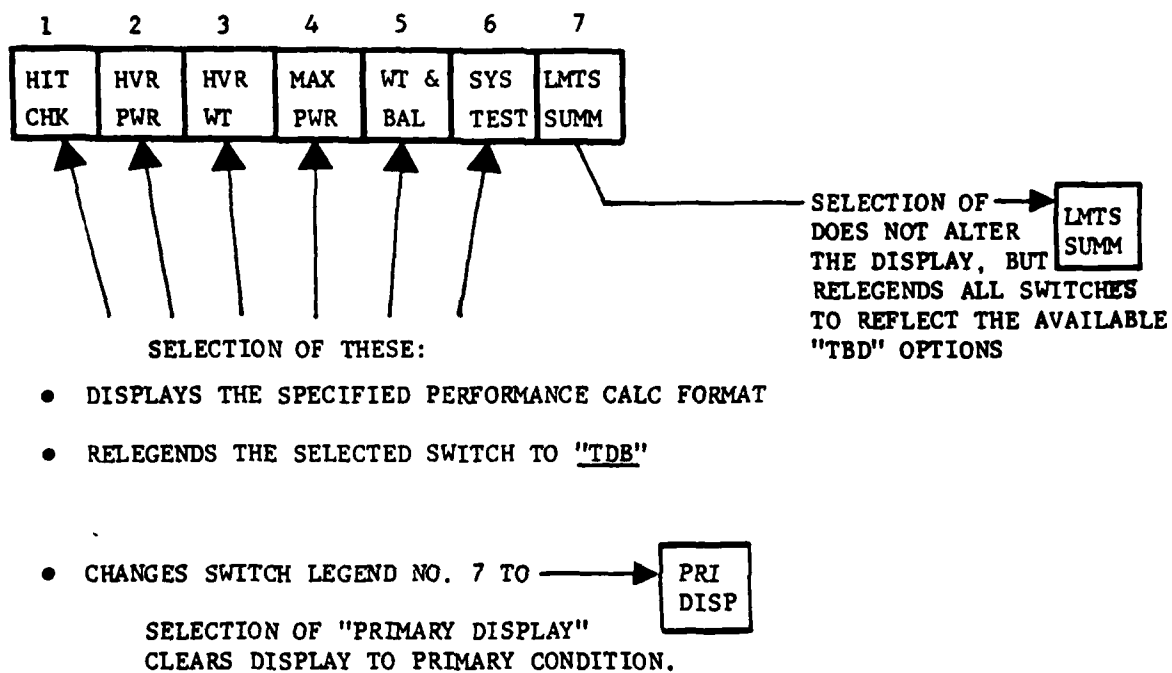 1 2 3 4 5 6 7
HIT HVR HVR MAX WT & SYS LMTS
CHK PWR WT PWR BAL TEST SUMM
SELECTION OF
DOES NOT ALTER
THE DISPLAY, BUT
RELEGENDS ALL SWITCHES
TO REFLECT THE AVAILABLE
"TBD" OPTIONS
LMTS
SUMM
SELECTION OF THESE:
● DISPLAYS THE SPECIFIED PERFORMANCE CALC FORMAT
● RELEGENDS THE SELECTED SWITCH TO "TDB"
● CHANGES SWITCH LEGEND NO. 7 TO
PRI
DISP
SELECTION OF "PRIMARY DISPLAY"
CLEARS DISPLAY TO PRIMARY CONDITION.